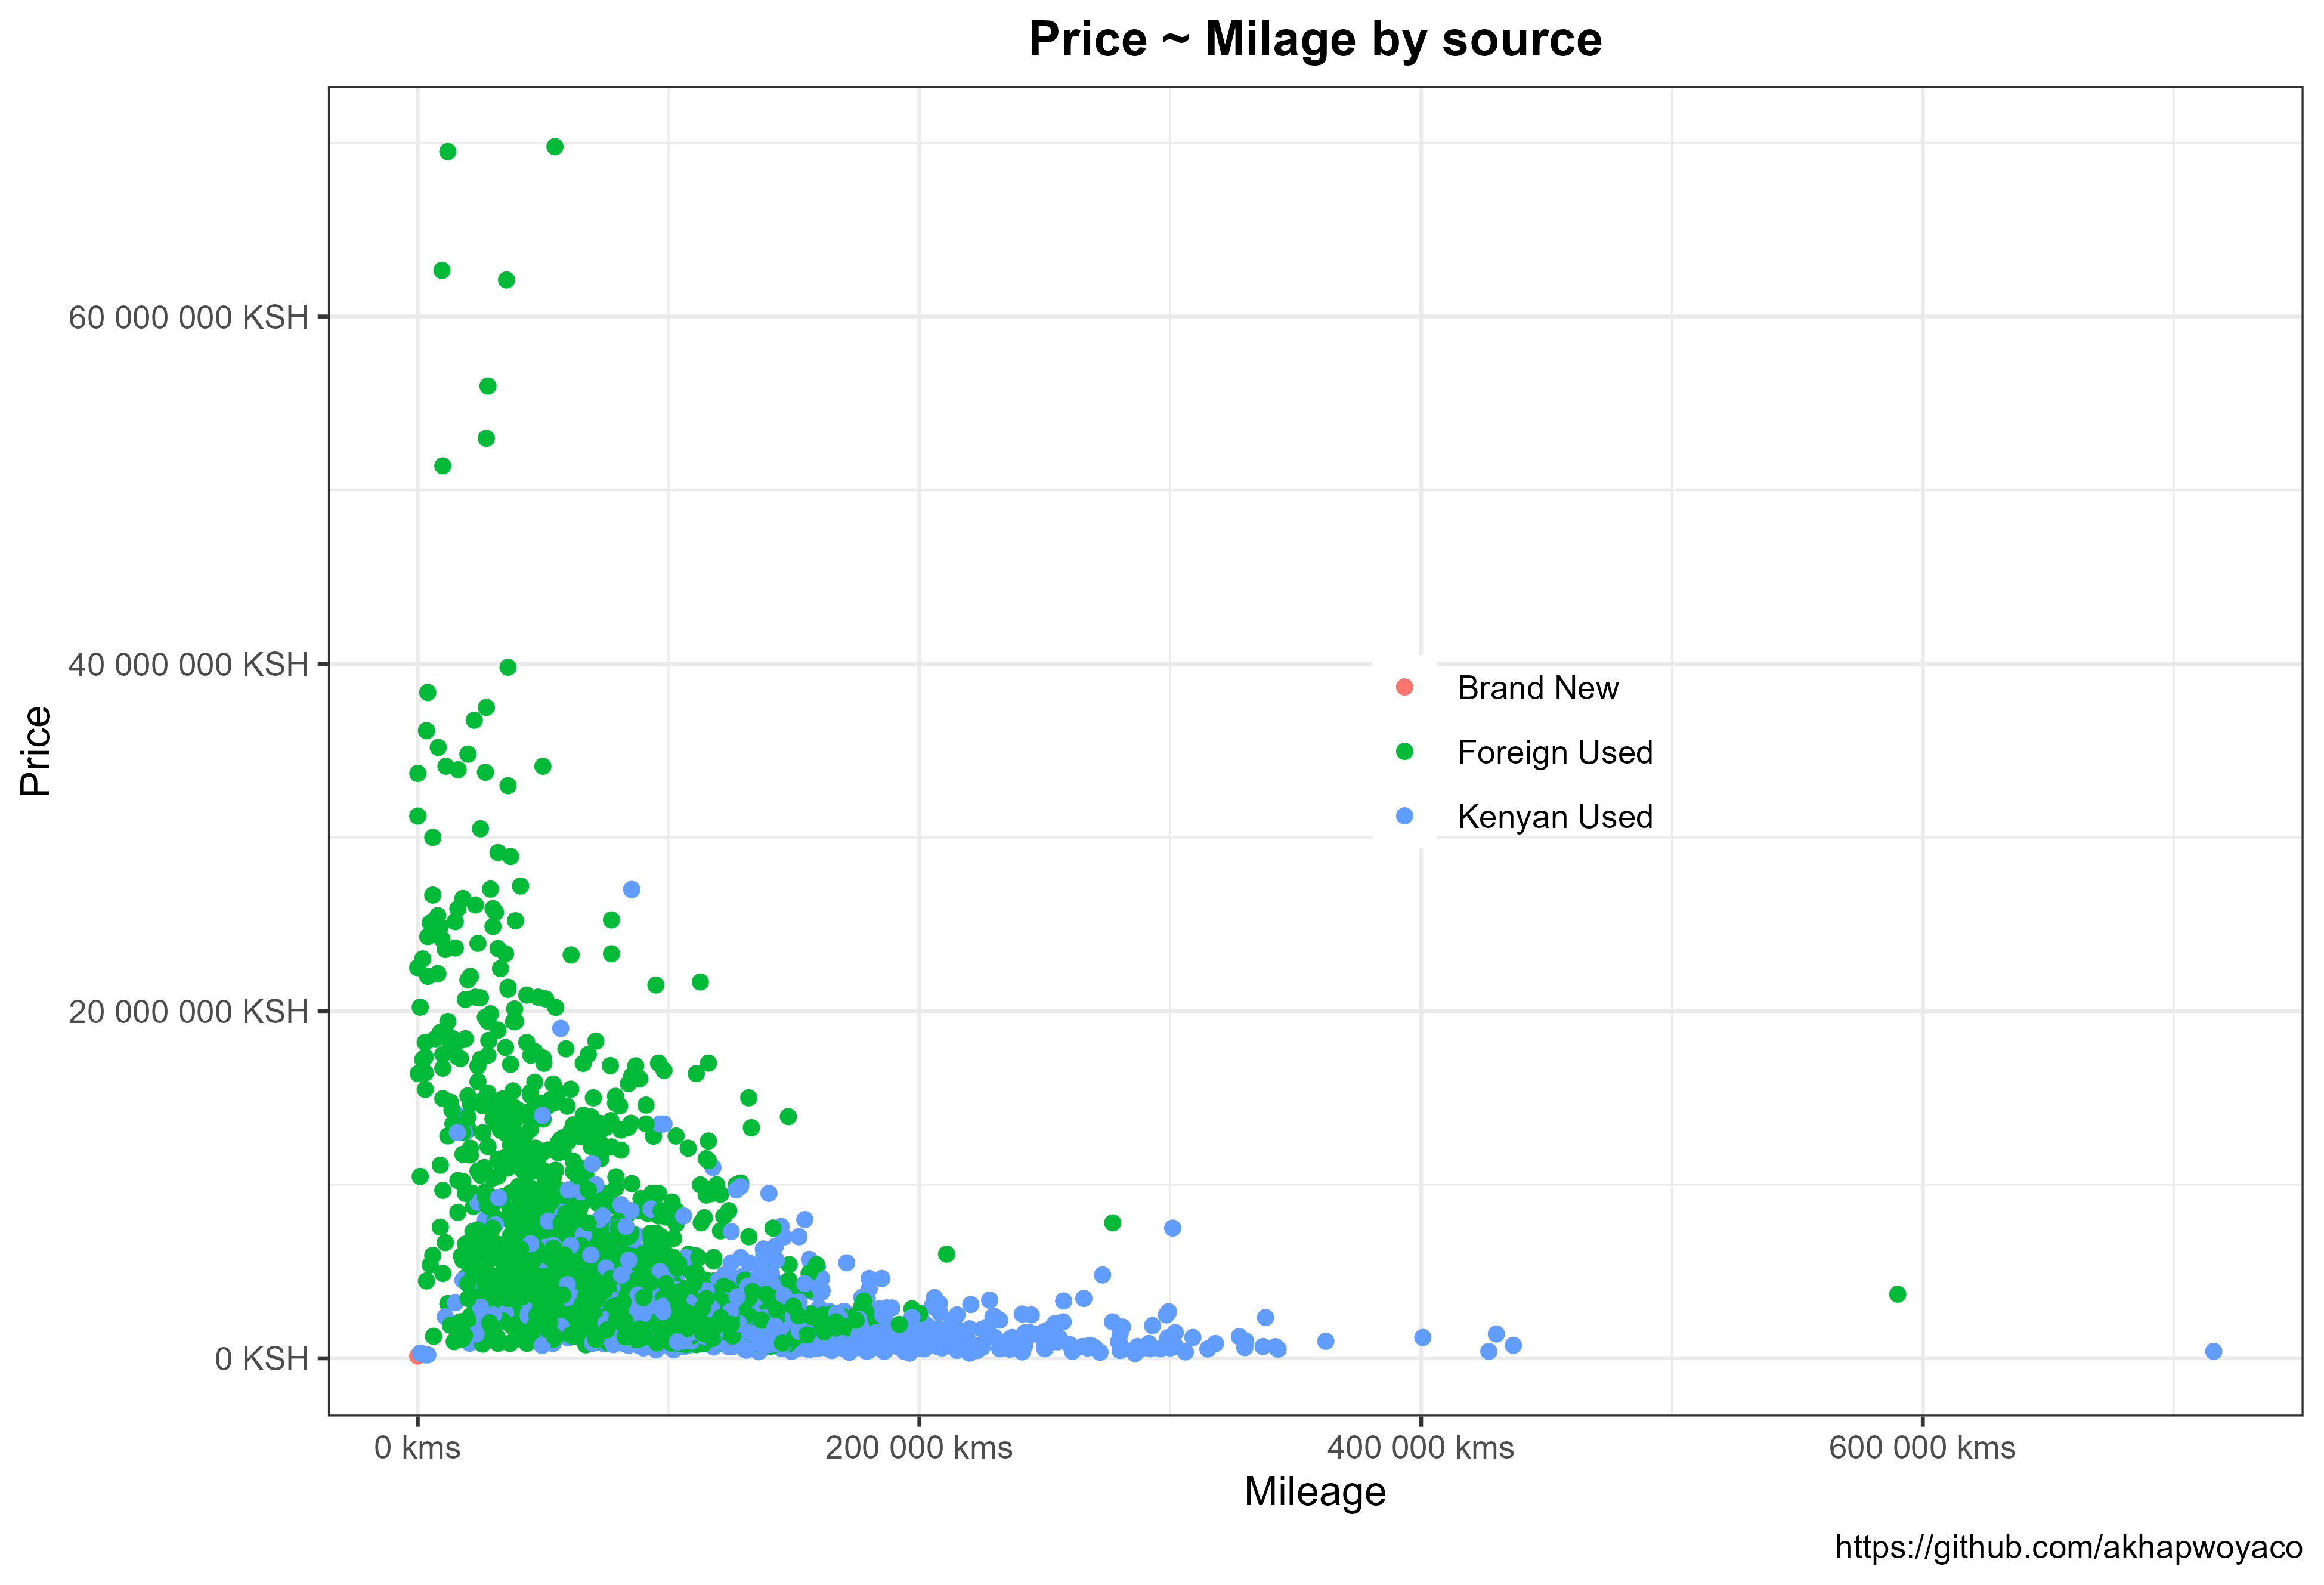 Price ~ Milage by source
Price
60 000 000 KSH
40 000 000 KSH
20 000 000 KSH
0 KSH
Brand New
Foreign Used
Kenyan Used
0 kms
200 000 kms
400 000 kms
600 000 kms
Mileage
https://github.com/akhapwoyaco